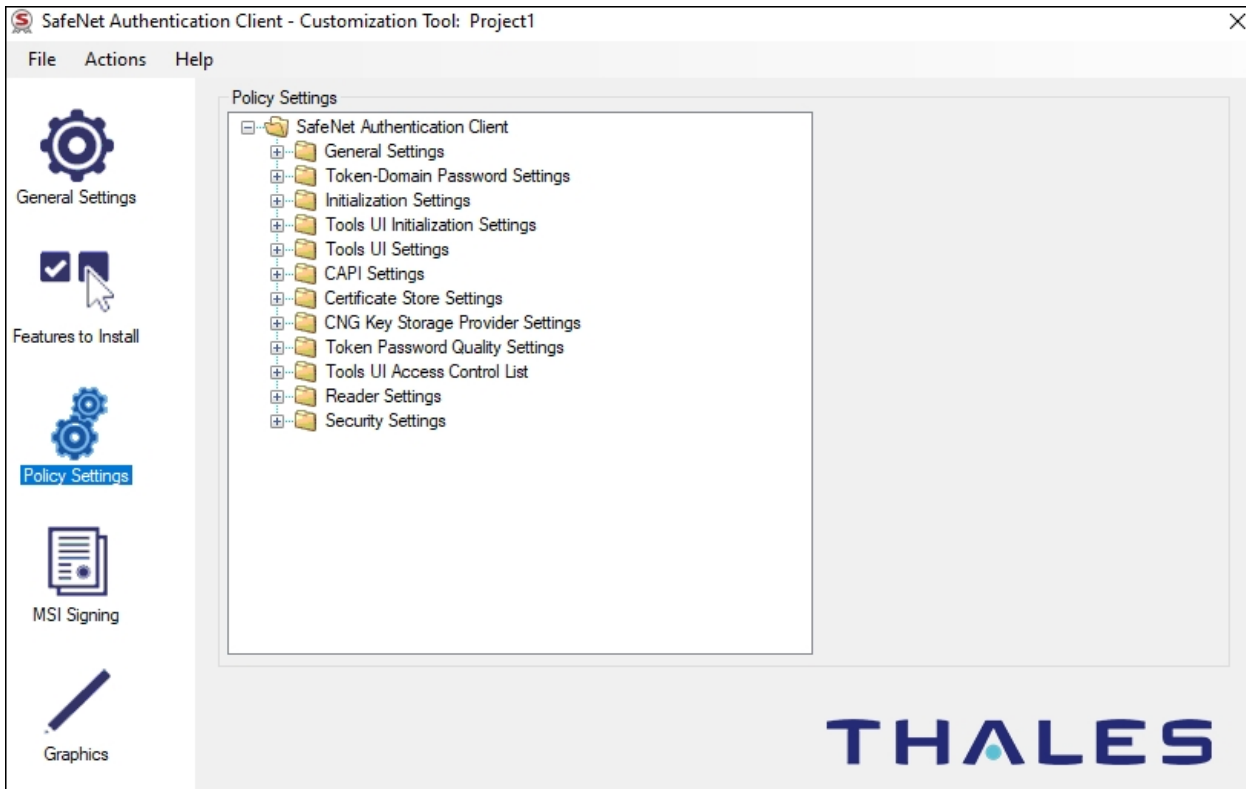 SafeNet Authentication Client - Customization Tool: Project1
File Actions Help
General Settings
Features to Install
Policy Settings
MSI Signing
Graphics
Policy Settings
SafeNet Authentication Client
General Settings
Token-Domain Password Settings
Initialization Settings
Tools UI Initialization Settings
Tools UI Settings
CAPI Settings
Certificate Store Settings
CNG Key Storage Provider Settings
Token Password Quality Settings
Tools UI Access Control List
Reader Settings
Security Settings
THALES